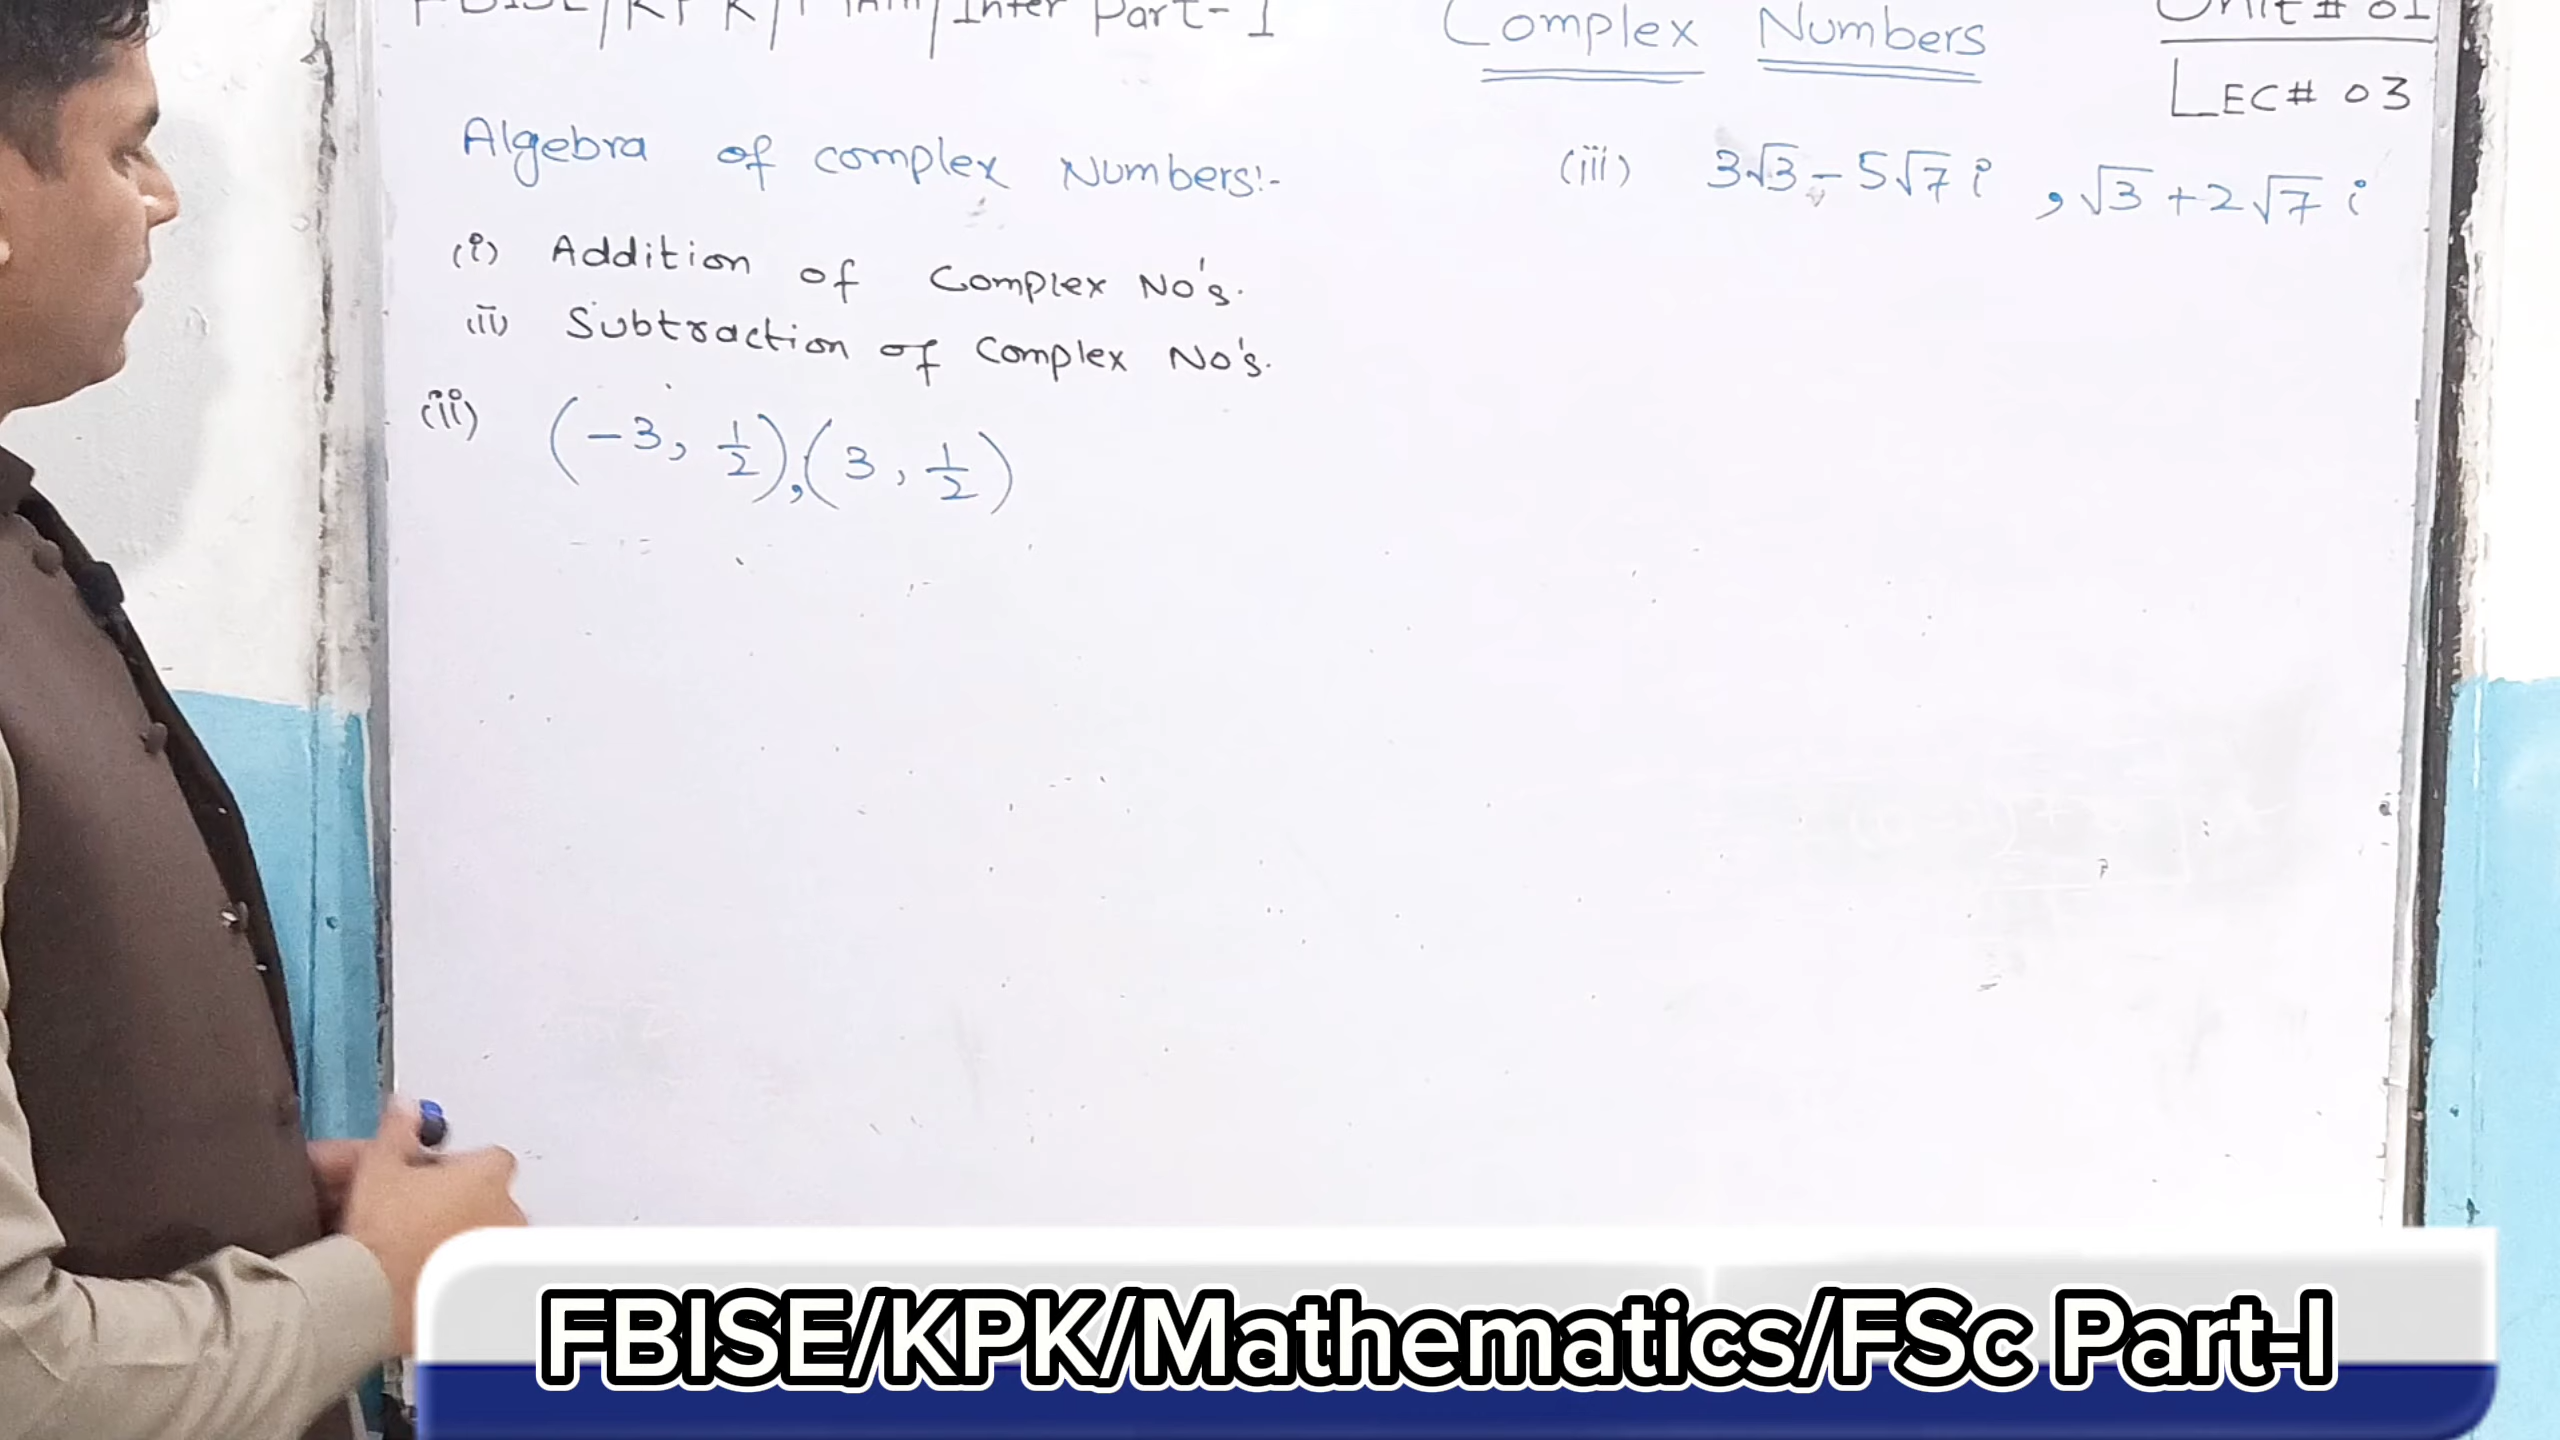 Inter Part-I
Complex Numbers
Unit # 01
LEC# 03
Algebra of complex Numbers:-
(i) Addition of Complex No's.
(ii) Subtraction of Complex No's.
(ii) (-3, 1/2), (3, 1/2)
(iii) 3√3 - 5√7 i , √3 + 2√7 i
FBISE/KPK/Mathematics/FSc Part-I